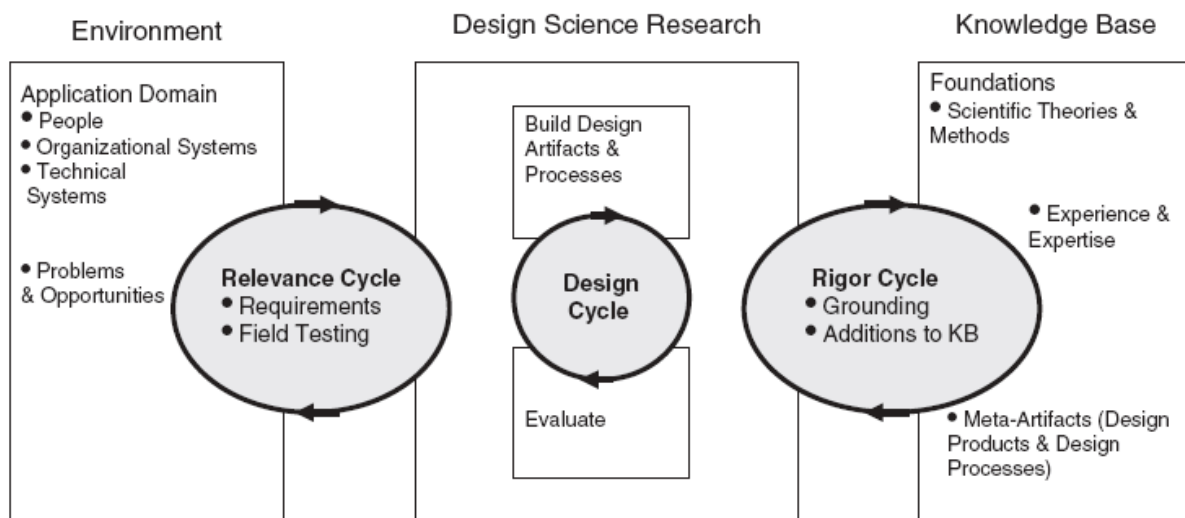 Environment
Design Science Research
Knowledge Base
Application Domain
• People
• Organizational Systems
• Technical
Systems
• Problems
& Opportunities
Relevance Cycle
• Requirements
• Field Testing
Build Design
Artifacts &
Processes
Design
Cycle
Evaluate
Rigor Cycle
• Grounding
• Additions to KB
Foundations
• Scientific Theories &
Methods
• Experience &
Expertise
• Meta-Artifacts (Design
Products & Design
Processes)